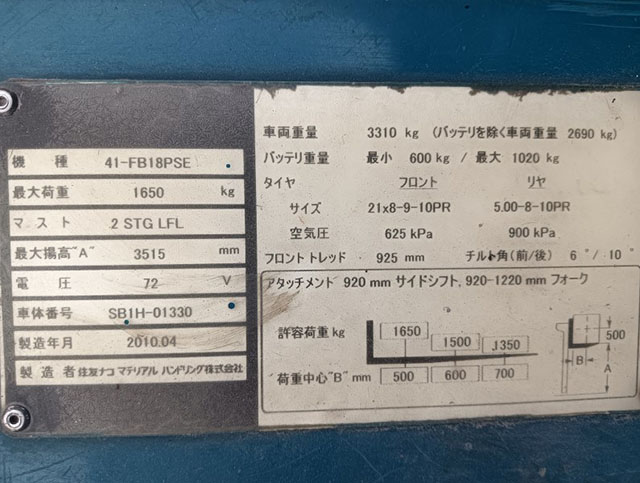 機種 41-FB18PSE
最大荷重 1650 kg
マスト 2 STG LFL
最大揚高"A" 3515 mm
電圧 72 V
車体番号 SB1H-01330
製造年月 2010.04
製造者 住友ナコ マテリアル ハンドリング株式会社
車両重量 3310 kg (バッテリを除く車両重量 2690 kg)
バッテリ重量 最小 600 kg / 最大 1020 kg
タイヤ フロント リヤ
サイズ 21x8-9-10PR 5.00-8-10PR
空気圧 625 kPa 900 kPa
フロントトレッド 925 mm チルト角(前/後) 6°/ 10°
アタッチメント 920 mm サイドシフト, 920-1220 mm フォーク
許容荷重 kg 1650 1500 1350
荷重中心"B" mm 500 600 700
500
B
A